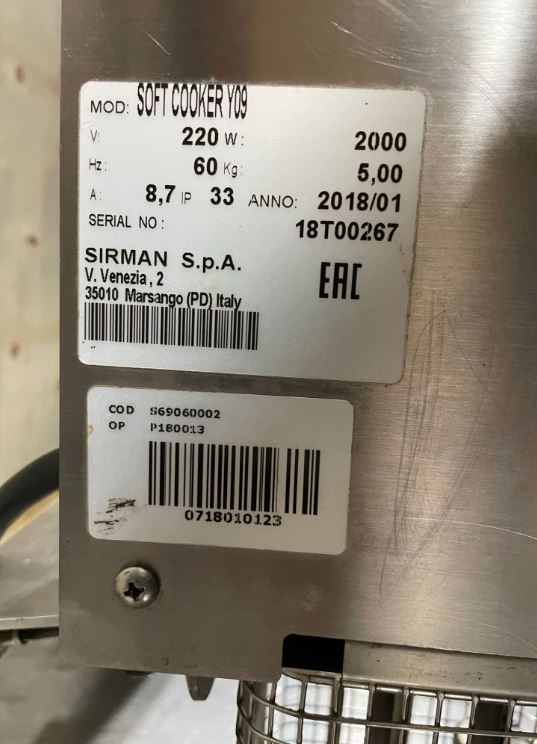 MOD: SOFT COOKER Y09
V: 220 W: 2000
Hz: 60 Kg: 5,00
A: 8,7 IP 33 ANNO: 2018/01
SERIAL NO: 18T00267
SIRMAN S.p.A.
V. Venezia, 2
35010 Marsango (PD) Italy
EAC
COD S69060002
OP P180013
0718010123